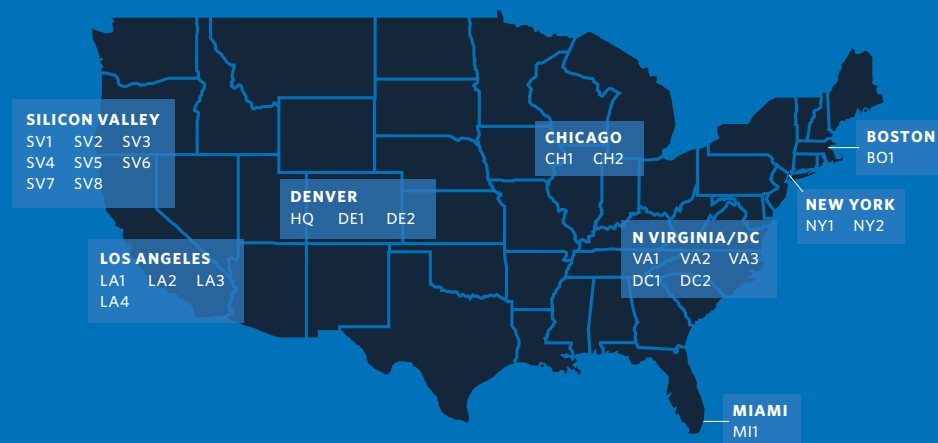 SILICON VALLEY
SV1 SV2 SV3
SV4 SV5 SV6
SV7 SV8
LOS ANGELES
LA1 LA2 LA3
LA4
DENVER
HQ DE1 DE2
CHICAGO
CH1 CH2
BOSTON
BO1
NEW YORK
NY1 NY2
N VIRGINIA/DC
VA1 VA2 VA3
DC1 DC2
MIAMI
MI1